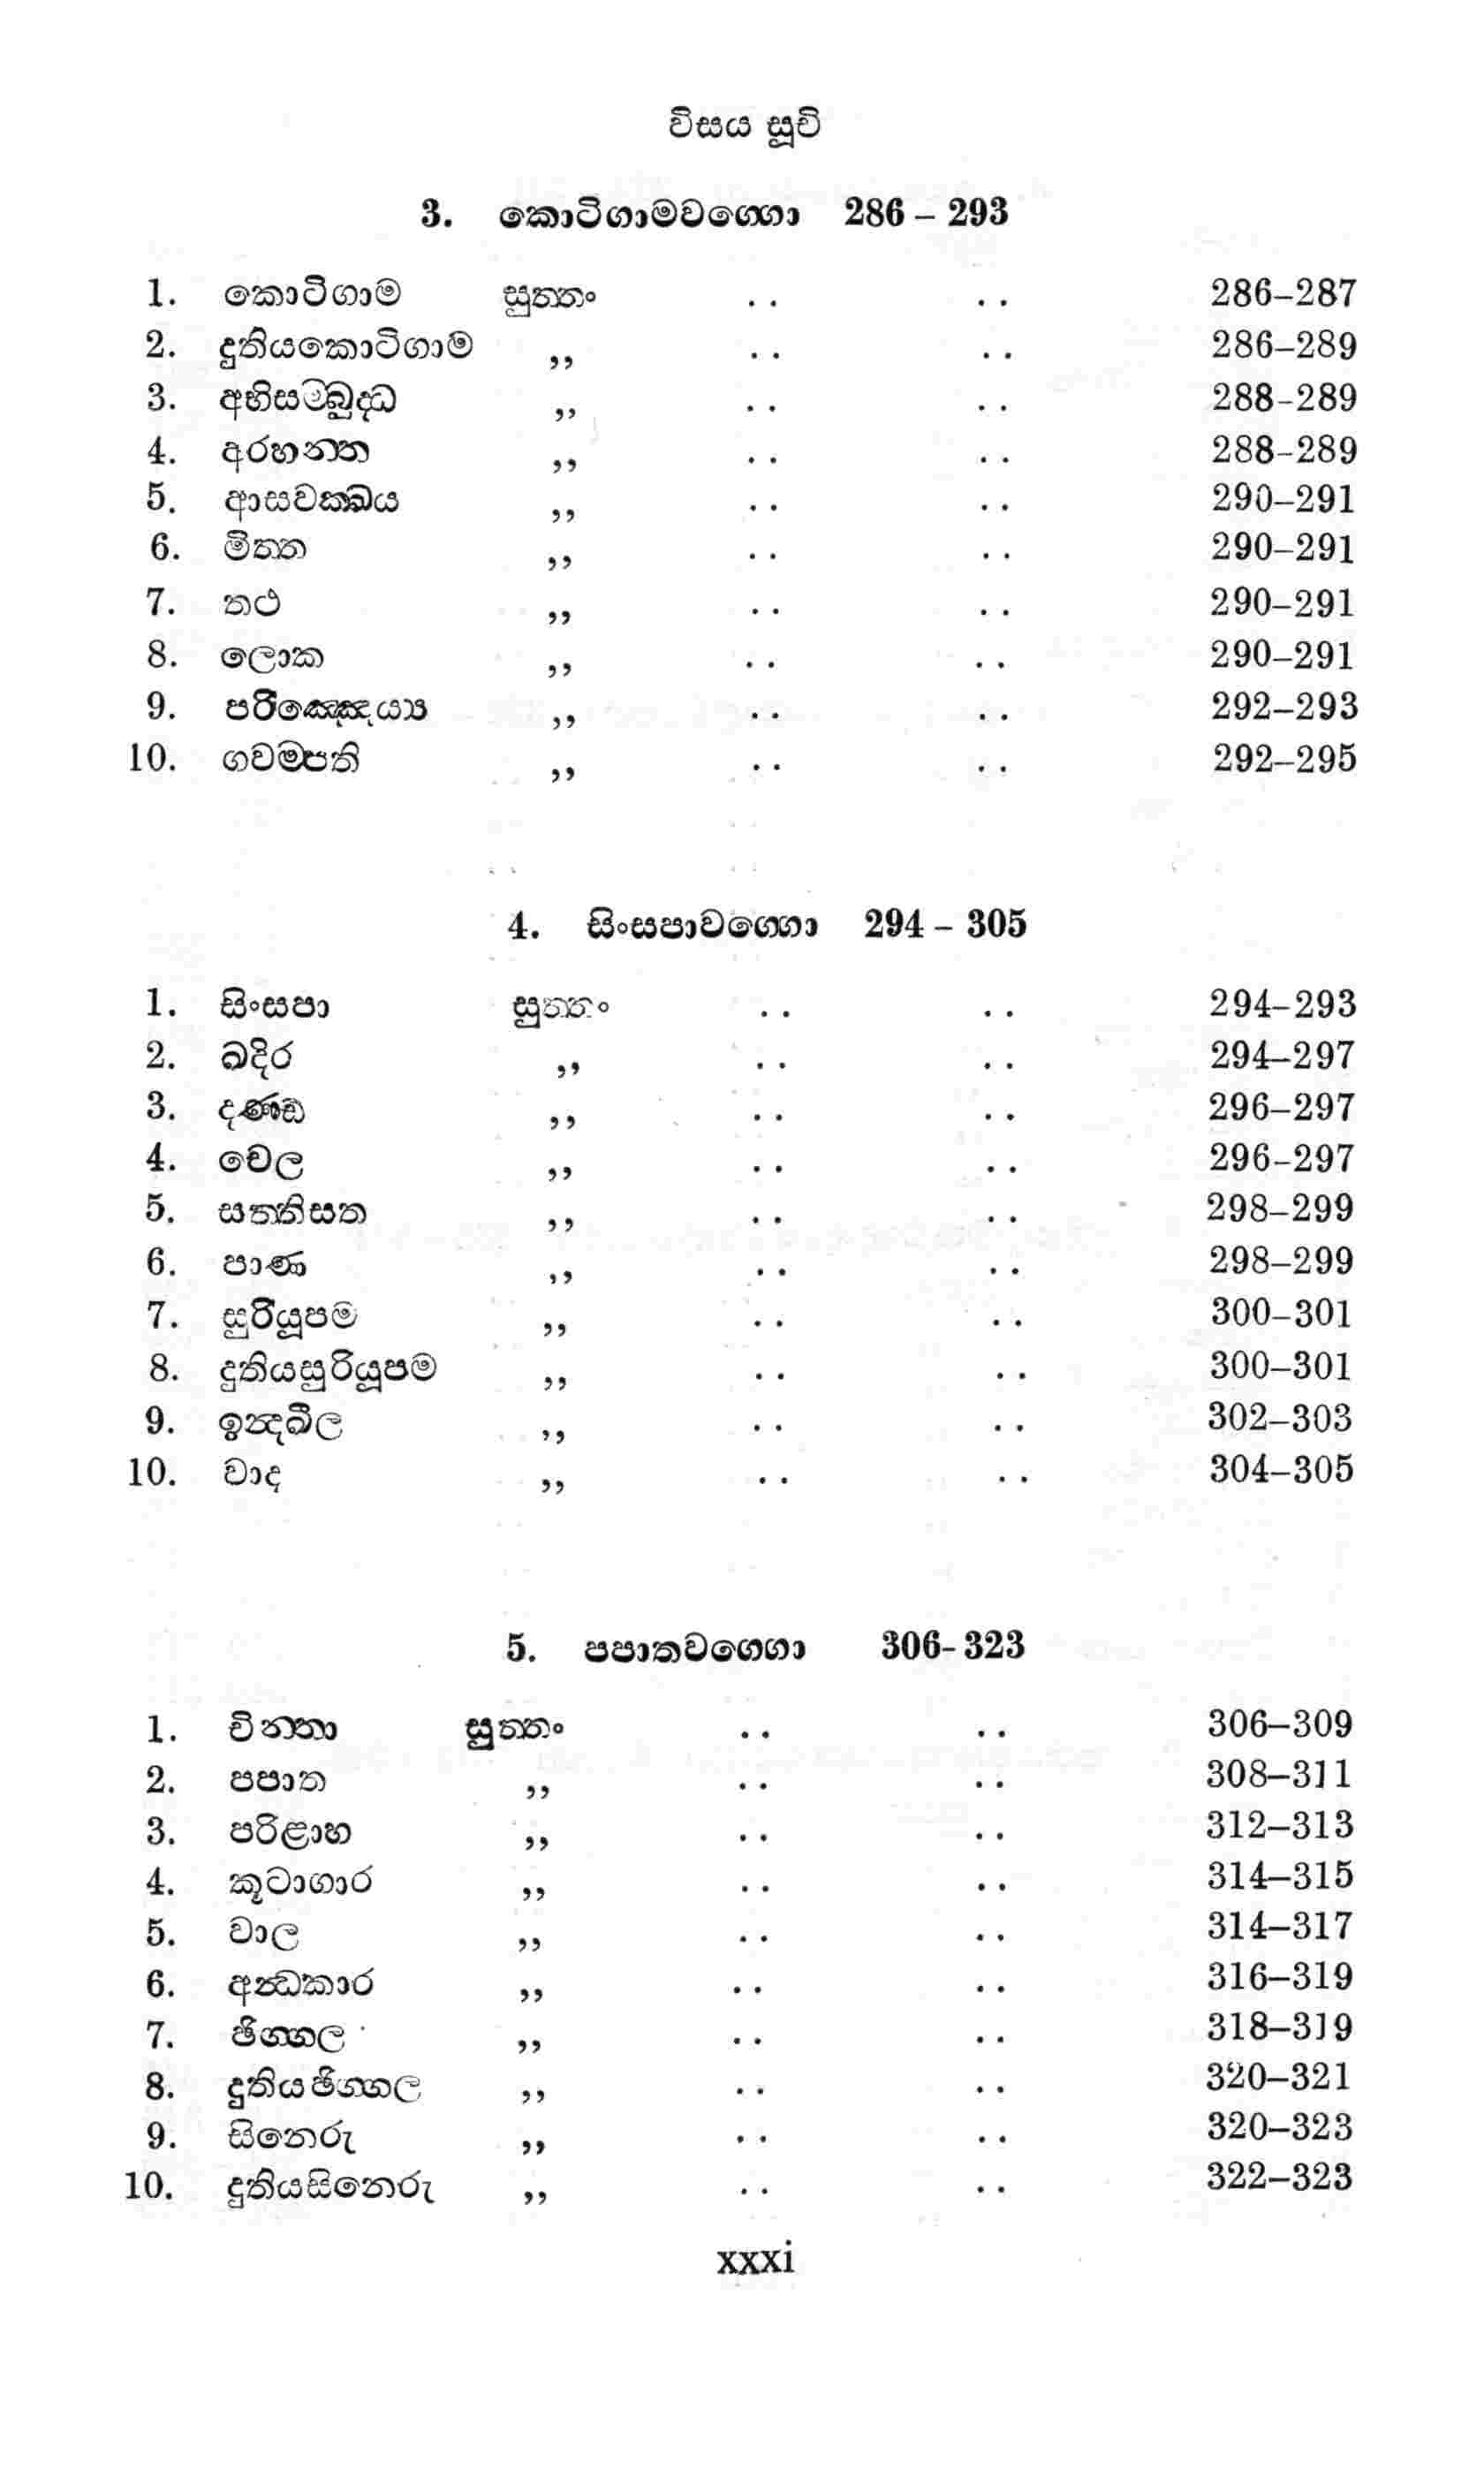 විසය සූචි
3. කොටිගාමවග්ගො 286 – 293
1. කොටිගාම සුත්තං .. .. 286–287
2. දුතියකොටිගාම ,, .. .. 286–289
3. අභිසම්බුද්ධ ,, .. .. 288–289
4. අරහන්ත ,, .. .. 288–289
5. ආසවක්ඛය ,, .. .. 290–291
6. මිත්ත ,, .. .. 290–291
7. තථ ,, .. .. 290–291
8. ලොක ,, .. .. 290–291
9. පරිඤ්ඤෙය්‍ය ,, .. .. 292–293
10. ගවම්පති ,, .. .. 292–295
4. සිංසපාවග්ගො 294 – 305
1. සිංසපා සුත්තං .. .. 294–293
2. ඛදිර ,, .. .. 294–297
3. දණ්ඩ ,, .. .. 296–297
4. චෙල ,, .. .. 296–297
5. සත්තිසත ,, .. .. 298–299
6. පාණ ,, .. .. 298–299
7. සුරියූපම ,, .. .. 300–301
8. දුතියසුරියූපම ,, .. .. 300–301
9. ඉන්‍දඛීල ,, .. .. 302–303
10. වාද ,, .. .. 304–305
5. පපාතවග්ගො 306- 323
1. චින්තා සුත්තං .. .. 306–309
2. පපාත ,, .. .. 308–311
3. පරිළාහ ,, .. .. 312–313
4. කූටාගාර ,, .. .. 314–315
5. වාල ,, .. .. 314–317
6. අන්‍ධකාර ,, .. .. 316–319
7. ඡිග්ගල ,, .. .. 318–319
8. දුතියඡිග්ගල ,, .. .. 320–321
9. සිනෙරු ,, .. .. 320–323
10. දුතියසිනෙරු ,, .. .. 322–323
xxxi